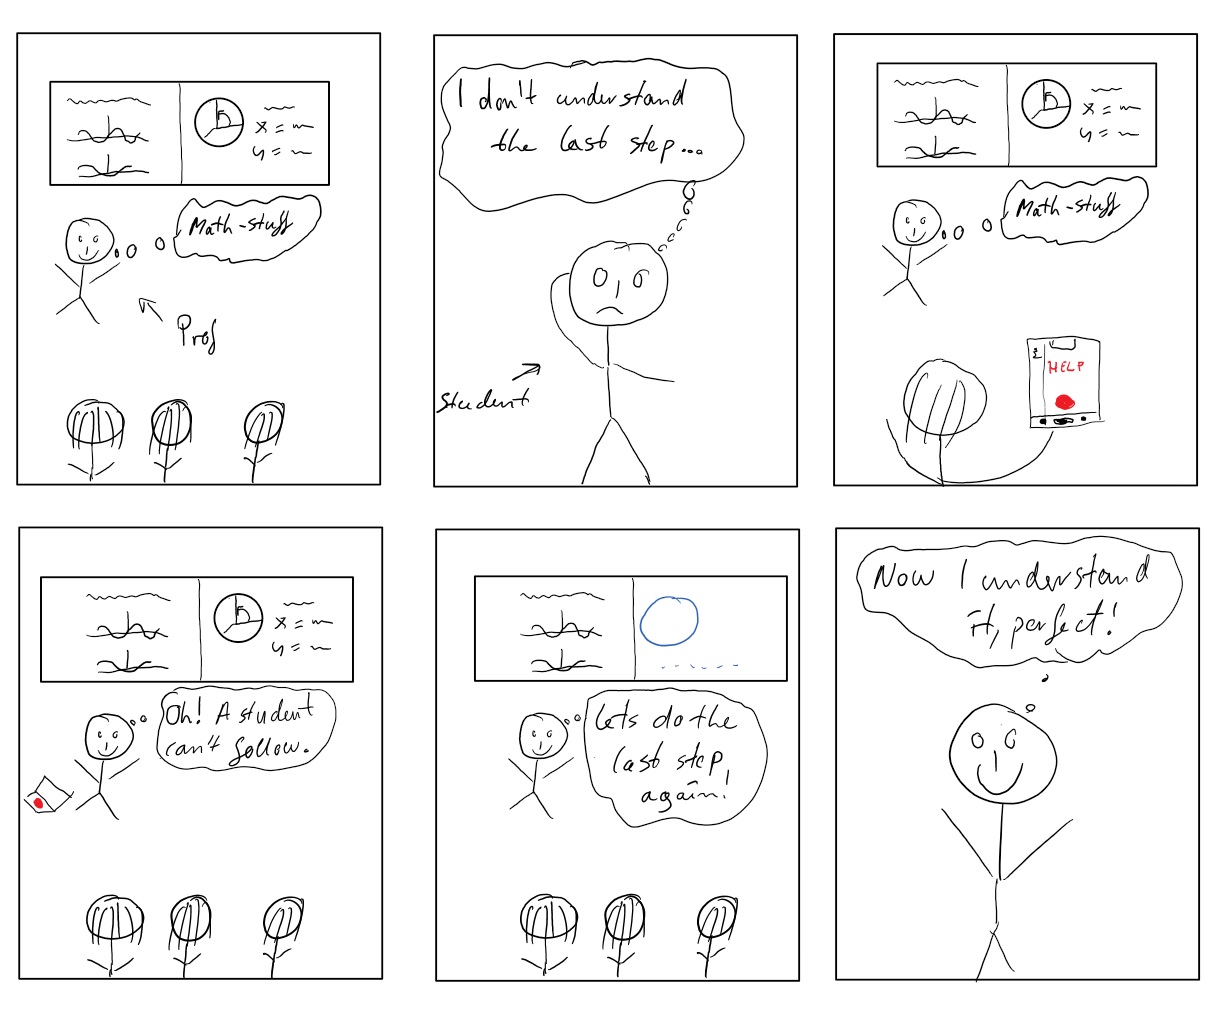 x = 
y = 
Math-stuff
Prof
I don't understand
the last step...
Student
x = 
y = 
Math-stuff
HELP
x = 
y = 
Oh! A student
can't follow.
Lets do the
last step
again!
Now I understand
it, perfect!